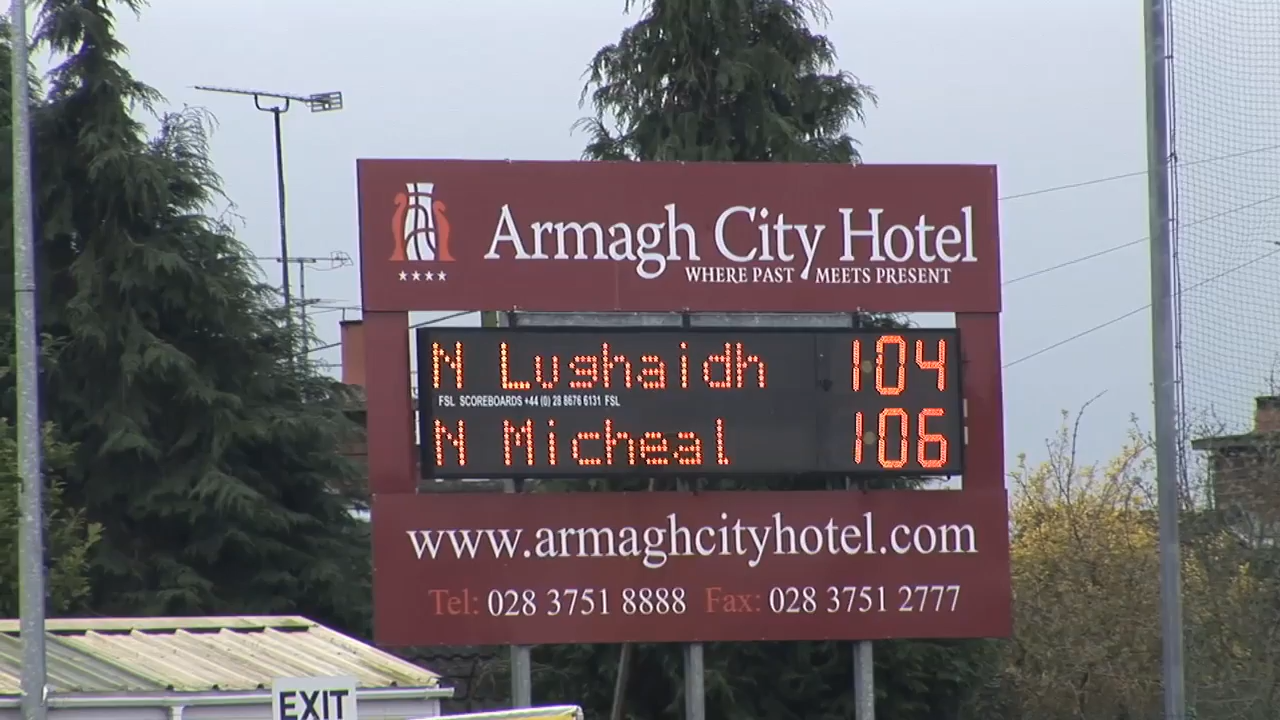 Armagh City Hotel
WHERE PAST MEETS PRESENT
N Lughaidh 104
FSL SCOREBOARDS +44 (0) 28 8676 6131 FSL
N Micheal 106
www.armaghcityhotel.com
Tel: 028 3751 8888 Fax: 028 3751 2777
EXIT